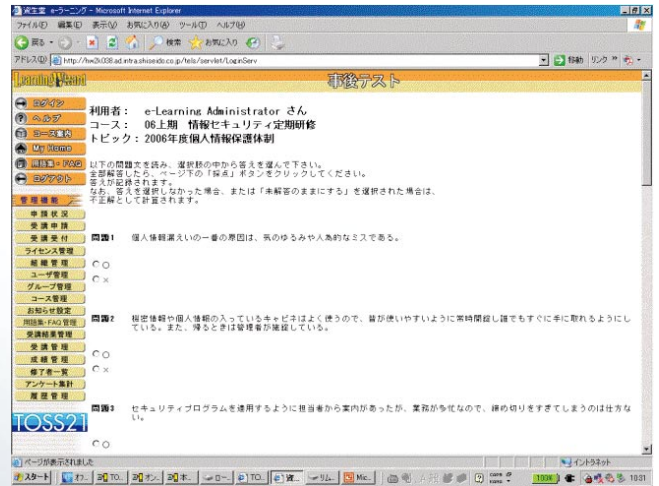 資生堂 e-ラーニング - Microsoft Internet Explorer
ファイル(F) 編集(E) 表示(V) お気に入り(A) ツール(T) ヘルプ(H)
戻る 検索 お気に入り
アドレス(D) http://hw2k038.ad.intra.shiseido.co.jp/tels/servlet/LoginServ 移動 リンク
Learning Wizard 事後テスト
ログイン
ヘルプ
コース案内
My Home
用語集・FAQ
ログアウト
管理機能
申請状況
受講申請
受講受付
ライセンス管理
組織管理
ユーザ管理
グループ管理
コース管理
お知らせ設定
用語集・FAQ管理
受講結果管理
受講管理
成績管理
修了者一覧
アンケート集計
履歴管理
TOSS21
利用者： e-Learning Administrator さん
コース： 06上期 情報セキュリティ定期研修
トピック：2006年度個人情報保護体制
以下の問題文を読み、選択肢の中から答えを選んで下さい。
全部解答したら、ページ下の「採点」ボタンをクリックしてください。
答えが記録されます。
なお、答えを選択しなかった場合、または「未解答のままにする」を選択された場合は、
不正解として計算されます。
問題1 個人情報漏えいの一番の原因は、気のゆるみや人為的なミスである。
○
×
問題2 機密情報や個人情報の入っているキャビネはよく使うので、皆が使いやすいように常時開錠し誰でもすぐに手に取れるようにし
ている。また、帰るときは管理者が施錠している。
○
×
問題3 セキュリティプログラムを適用するように担当者から案内があったが、業務が多忙なので、締め切りをすぎてしまうのは仕方な
い。
○
ページが表示されました イントラネット
スタート 100% 10:31